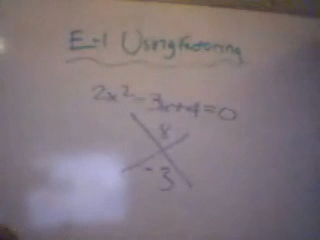 E-1 Using Factoring
2x² - 3x + 4 = 0
8
-3